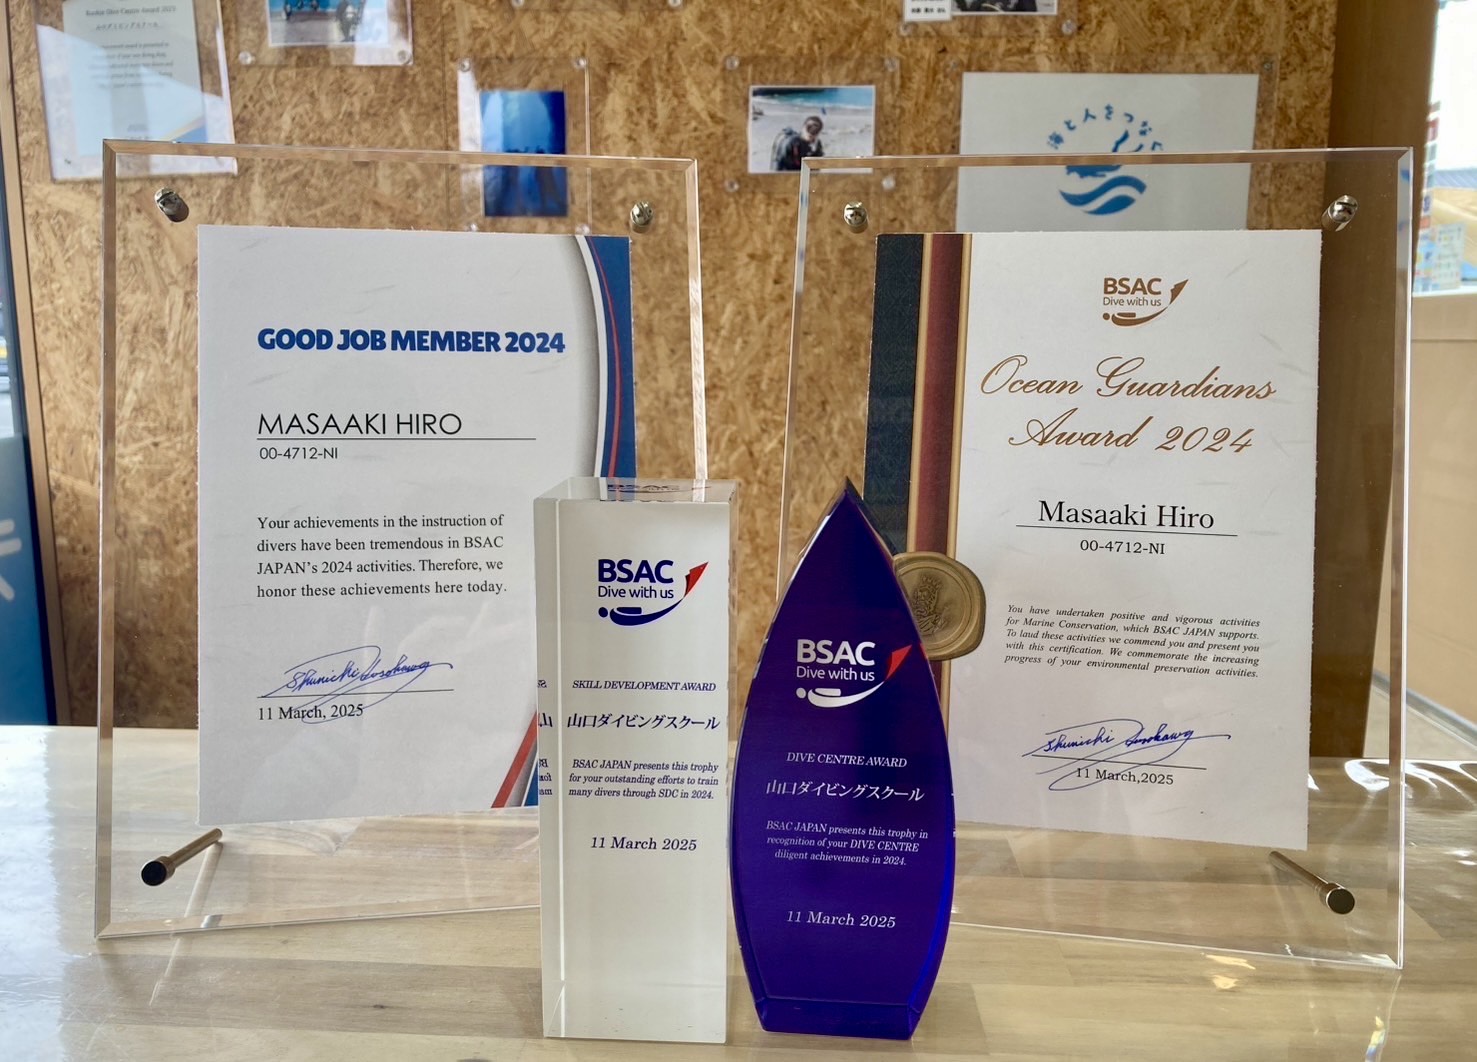 海と人をつな
GOOD JOB MEMBER 2024
MASAAKI HIRO
00-4712-NI
Your achievements in the instruction of
divers have been tremendous in BSAC
JAPAN's 2024 activities. Therefore, we
honor these achievements here today.
11 March, 2025
BSAC
BSAC
Dive with us
SKILL DEVELOPMENT AWARD
山口ダイビングスクール
BSAC JAPAN presents this trophy
for your outstanding efforts to train
many divers through SDC in 2024.
11 March 2025
BSAC
Dive with us
DIVE CENTRE AWARD
山口ダイビングスクール
BSAC JAPAN presents this trophy in
recognition of your DIVE CENTRE
diligent achievements in 2024.
11 March 2025
BSAC
Dive with us
Ocean Guardians
Award 2024
Masaaki Hiro
00-4712-NI
You have undertaken positive and vigorous activities
for Marine Conservation, which BSAC JAPAN supports.
To laud these activities we commend you and present you
with this certification. We commemorate the increasing
progress of your environmental preservation activities.
11 March,2025